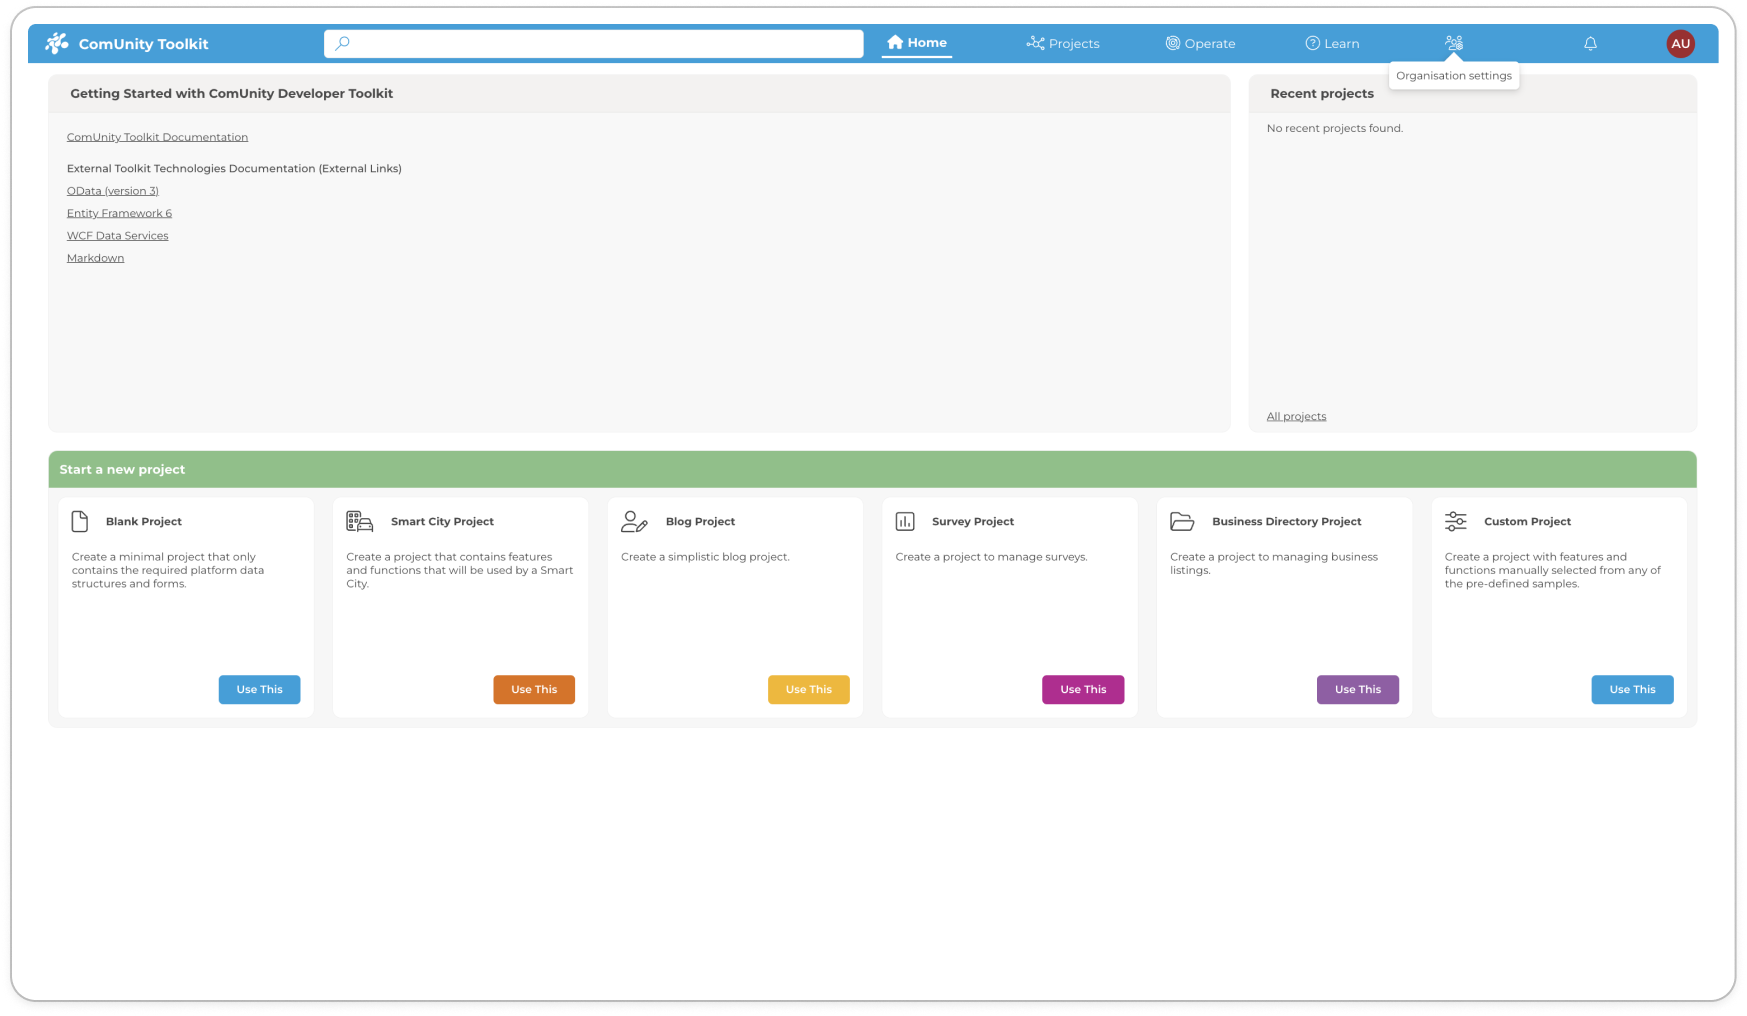 ComUnity Toolkit
Home
Projects
Operate
Learn
AU
Organisation settings
Getting Started with ComUnity Developer Toolkit
ComUnity Toolkit Documentation
External Toolkit Technologies Documentation (External Links)
OData (version 3)
Entity Framework 6
WCF Data Services
Markdown
Recent projects
No recent projects found.
All projects
Start a new project
Blank Project
Create a minimal project that only
contains the required platform data
structures and forms.
Use This
Smart City Project
Create a project that contains features
and functions that will be used by a Smart
City.
Use This
Blog Project
Create a simplistic blog project.
Use This
Survey Project
Create a project to manage surveys.
Use This
Business Directory Project
Create a project to managing business
listings.
Use This
Custom Project
Create a project with features and
functions manually selected from any of
the pre-defined samples.
Use This